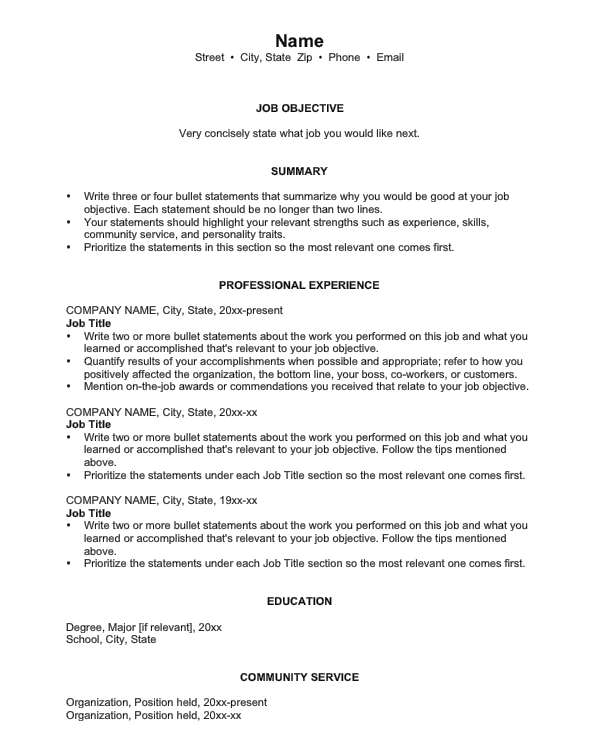 Name
Street • City, State Zip • Phone • Email
JOB OBJECTIVE
Very concisely state what job you would like next.
SUMMARY
• Write three or four bullet statements that summarize why you would be good at your job
objective. Each statement should be no longer than two lines.
• Your statements should highlight your relevant strengths such as experience, skills,
community service, and personality traits.
• Prioritize the statements in this section so the most relevant one comes first.
PROFESSIONAL EXPERIENCE
COMPANY NAME, City, State, 20xx-present
Job Title
• Write two or more bullet statements about the work you performed on this job and what you
learned or accomplished that's relevant to your job objective.
• Quantify results of your accomplishments when possible and appropriate; refer to how you
positively affected the organization, the bottom line, your boss, co-workers, or customers.
• Mention on-the-job awards or commendations you received that relate to your job objective.
COMPANY NAME, City, State, 20xx-xx
Job Title
• Write two or more bullet statements about the work you performed on this job and what you
learned or accomplished that's relevant to your job objective. Follow the tips mentioned
above.
• Prioritize the statements under each Job Title section so the most relevant one comes first.
COMPANY NAME, City, State, 19xx-xx
Job Title
• Write two or more bullet statements about the work you performed on this job and what you
learned or accomplished that's relevant to your job objective. Follow the tips mentioned
above.
• Prioritize the statements under each Job Title section so the most relevant one comes first.
EDUCATION
Degree, Major [if relevant], 20xx
School, City, State
COMMUNITY SERVICE
Organization, Position held, 20xx-present
Organization, Position held, 20xx-xx